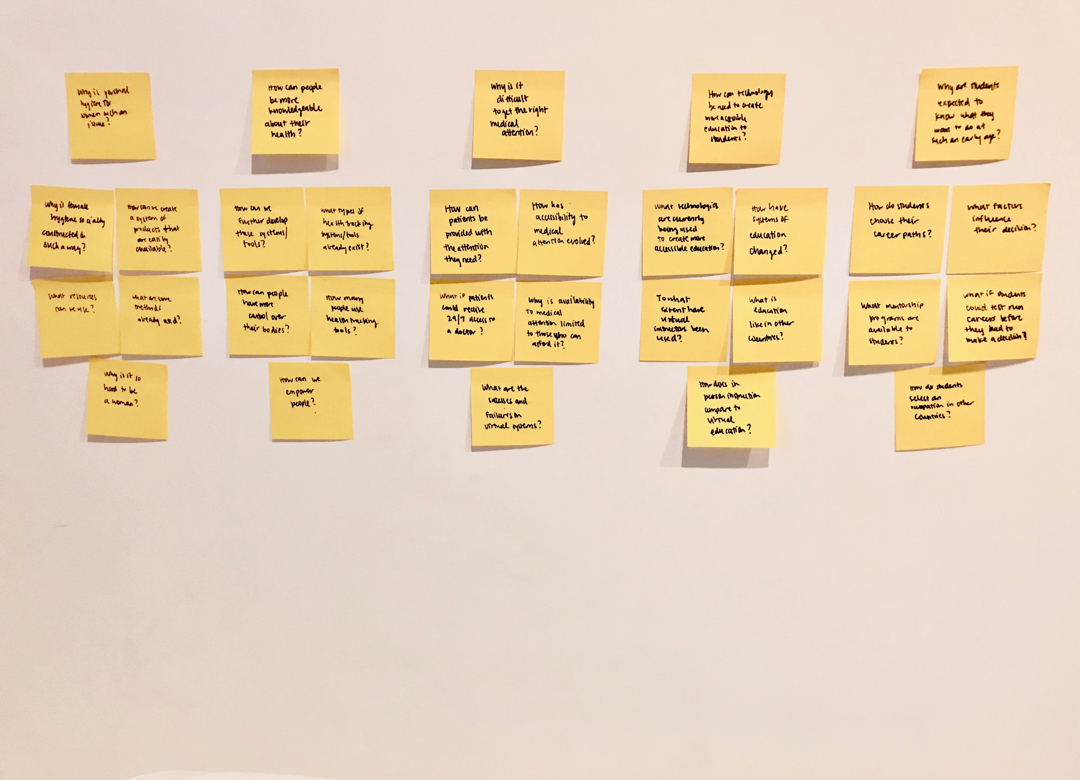 Why is personal
hygiene for
women such an
issue?
How can people
be more
knowledgeable
about their
health?
Why is it
difficult
to get the right
medical
attention?
How can technology
be used to create
more accessible
education to
students?
Why are students
expected to
know what they
want to do at
such an early age?
Why is female
hygiene socially
constructed in
such a way?
How can we create
a system of
products that
are easily
available?
How can we
further develop
these systems/
tools?
What types of
health tracking
systems/tools
already exist?
How can
patients be
provided with
the attention
they need?
How has
accessibility to
medical
attention evolved?
What technologies
are currently
being used
to create more
accessible education?
How have
systems of
education
changed?
How do students
choose their
career paths?
What factors
influence
their decision?
What resources
can be use?
What are some
methods
already used?
How can people
have more
control over
their bodies?
How many
people use
health tracking
tools?
What if patients
could receive
24/7 access to
a doctor?
Why is availability
to medical
attention limited
to those who can
afford it?
To what
extent have
virtual
instructors been
used?
What is
education
like in other
countries?
What mentorship
programs are
available to
students?
What if students
could test run
careers before
they had to
make a decision?
Why is it so
hard to be
a woman?
How can we
empower
people?
What are the
successes and
failures in
virtual systems?
How does in
person instruction
compare to
virtual
education?
How do students
select an
occupation in other
countries?